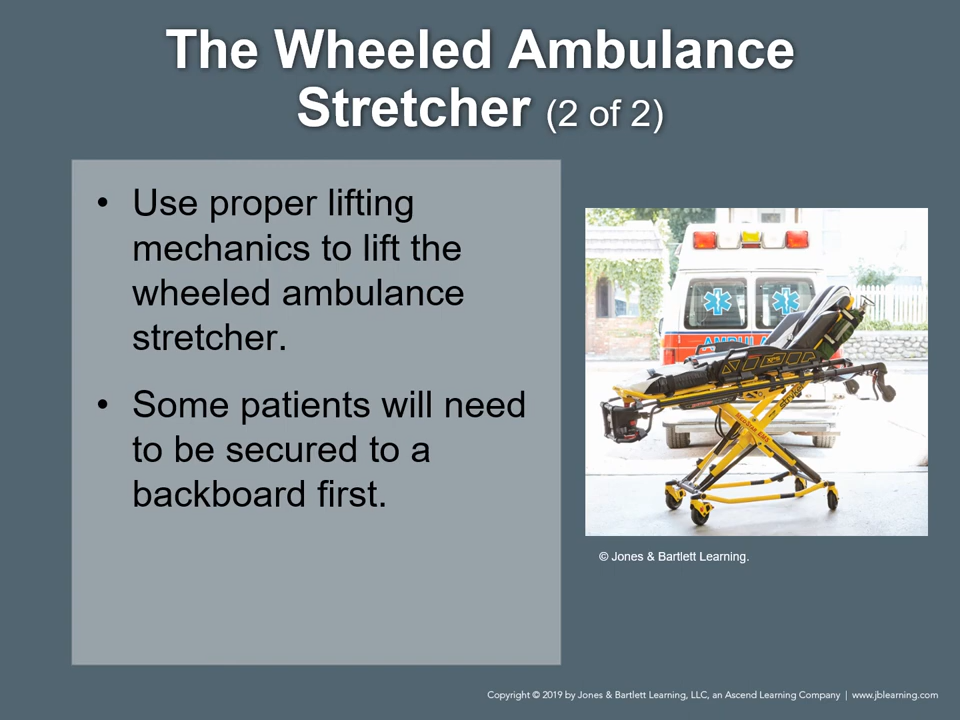 The Wheeled Ambulance
Stretcher (2 of 2)
• Use proper lifting
mechanics to lift the
wheeled ambulance
stretcher.
• Some patients will need
to be secured to a
backboard first.
AMBULA
stryker
© Jones & Bartlett Learning.
Copyright © 2019 by Jones & Bartlett Learning, LLC, an Ascend Learning Company | www.jblearning.com